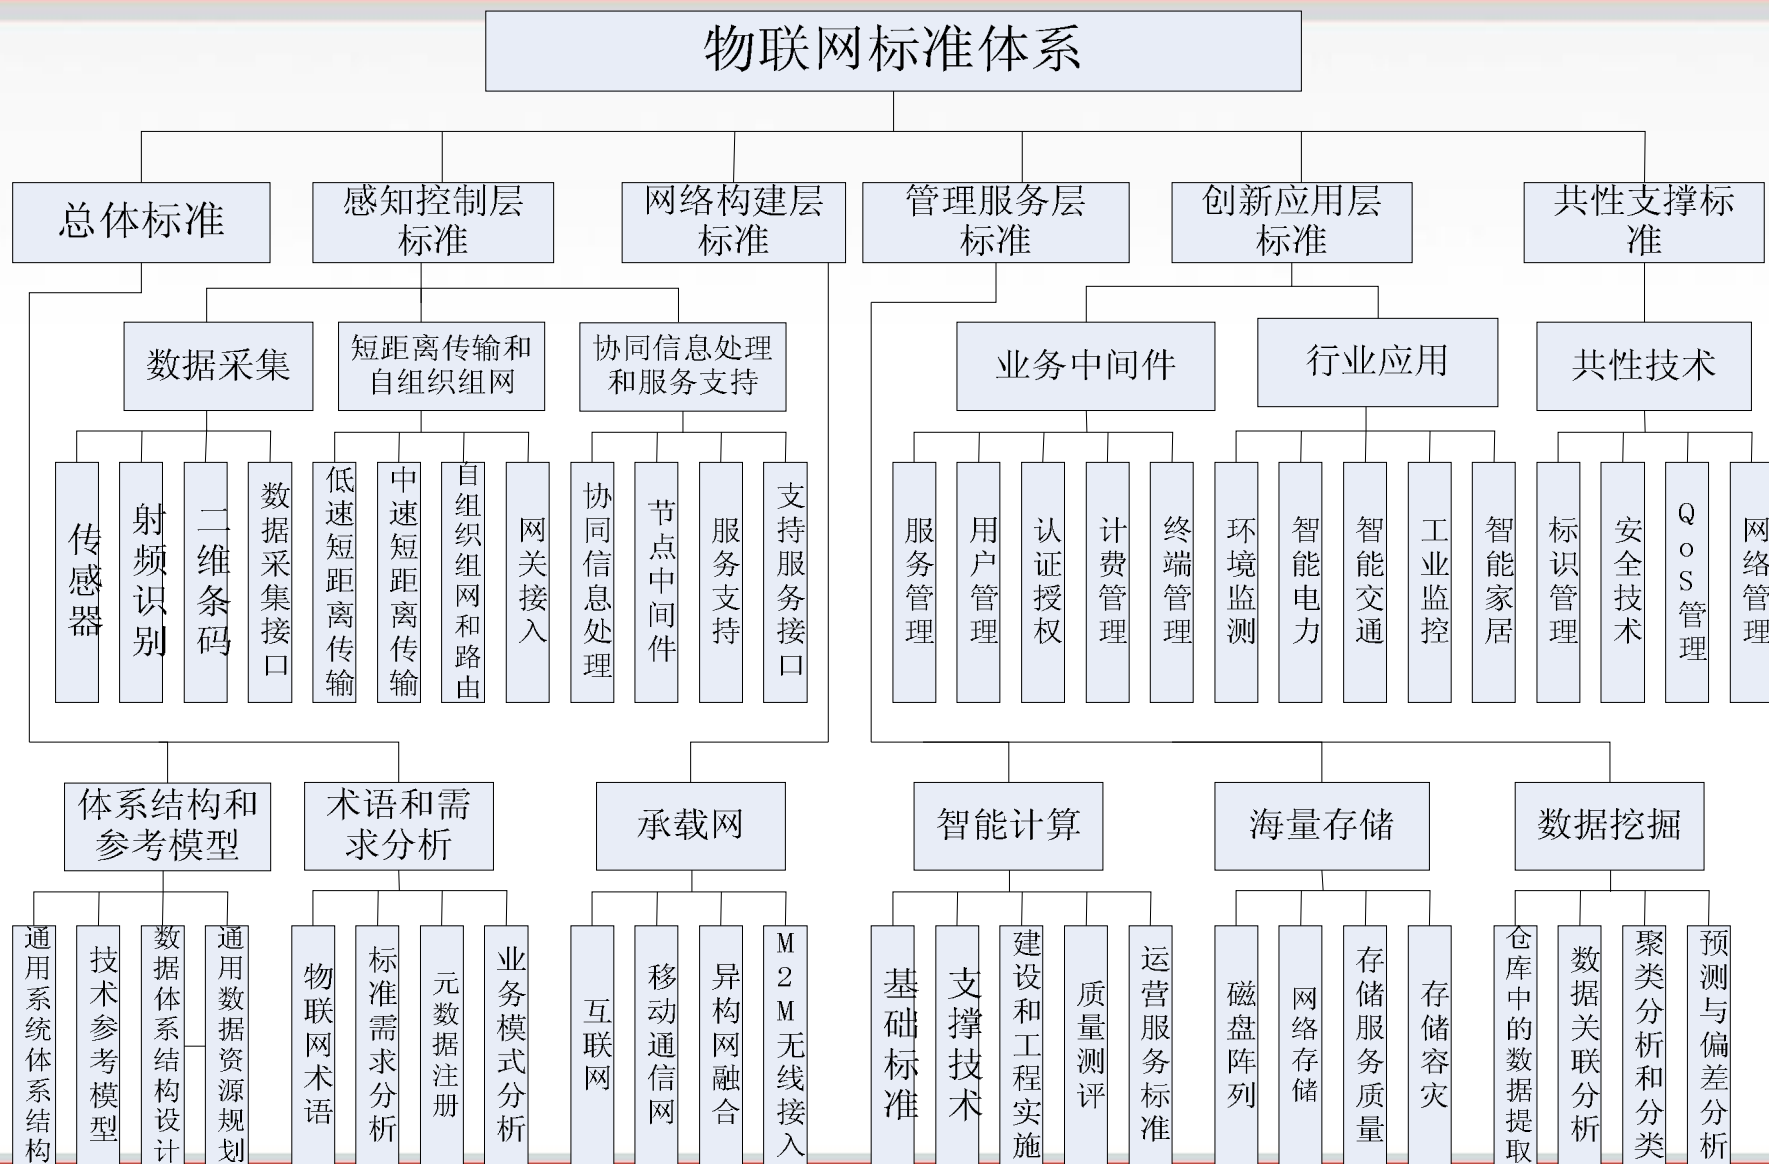 物联网标准体系
总体标准
感知控制层
标准
网络构建层
标准
管理服务层
标准
创新应用层
标准
共性支撑标
准
数据采集
短距离传输和
自组织组网
协同信息处理
和服务支持
业务中间件
行业应用
共性技术
传感器
射频识别
二维条码
数据采集接口
低速短距离传输
中速短距离传输
自组织组网和路由
网关接入
协同信息处理
节点中间件
服务支持
支持服务接口
服务管理
用户管理
认证授权
计费管理
终端管理
环境监测
智能电力
智能交通
工业监控
智能家居
标识管理
安全技术
QoS管理
网络管理
体系结构和
参考模型
术语和需
求分析
承载网
智能计算
海量存储
数据挖掘
通用系统体系结构
技术参考模型
数据体系结构设计
通用数据资源规划
物联网术语
标准需求分析
元数据注册
业务模式分析
互联网
移动通信网
异构网融合
M2M无线接入
基础标准
支撑技术
建设和工程实施
质量测评
运营服务标准
磁盘阵列
网络存储
存储服务质量
存储容灾
仓库中的数据提取
数据关联分析
聚类分析和分类
预测与偏差分析